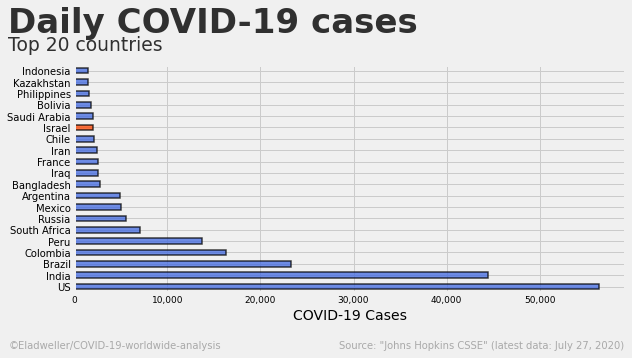 Daily COVID-19 cases
Top 20 countries
Indonesia
Kazakhstan
Philippines
Bolivia
Saudi Arabia
Israel
Chile
Iran
France
Iraq
Bangladesh
Argentina
Mexico
Russia
South Africa
Peru
Colombia
Brazil
India
US
0 10,000 20,000 30,000 40,000 50,000
COVID-19 Cases
©Eladweller/COVID-19-worldwide-analysis Source: "Johns Hopkins CSSE" (latest data: July 27, 2020)